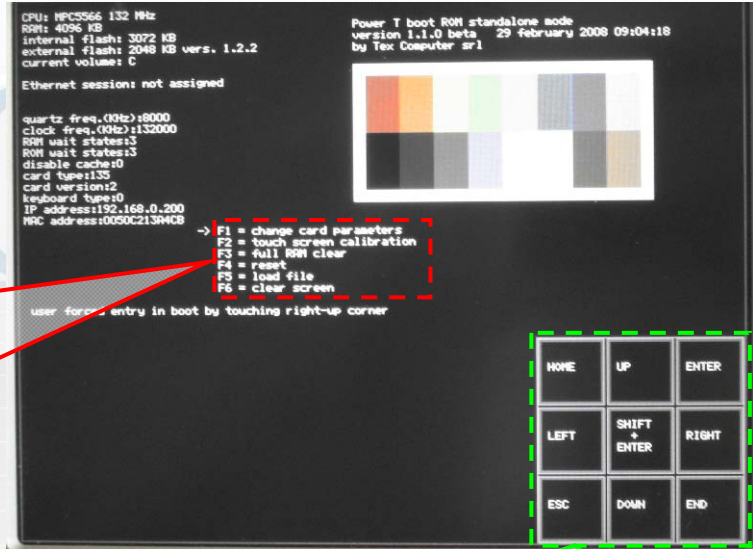 CPU: MPC5566 132 MHz
RAM: 4096 KB
internal flash: 3072 KB
external flash: 2048 KB vers. 1.2.2
current volume: C
Ethernet session: not assigned
Power T boot ROM standalone mode
version 1.1.0 beta 29 february 2008 09:04:18
by Tex Computer srl
quartz freq.(KHz):8000
clock freq.(KHz):132000
RAM wait states:3
ROM wait states:3
disable cache:0
card type:135
card version:2
keyboard type:0
IP address:192.168.0.200
MAC address:0050C213A4CB
-> F1 = change card parameters
F2 = touch screen calibration
F3 = full RAM clear
F4 = reset
F5 = load file
F6 = clear screen
user forced entry in boot by touching right-up corner
HOME UP ENTER
LEFT SHIFT + ENTER RIGHT
ESC DOWN END